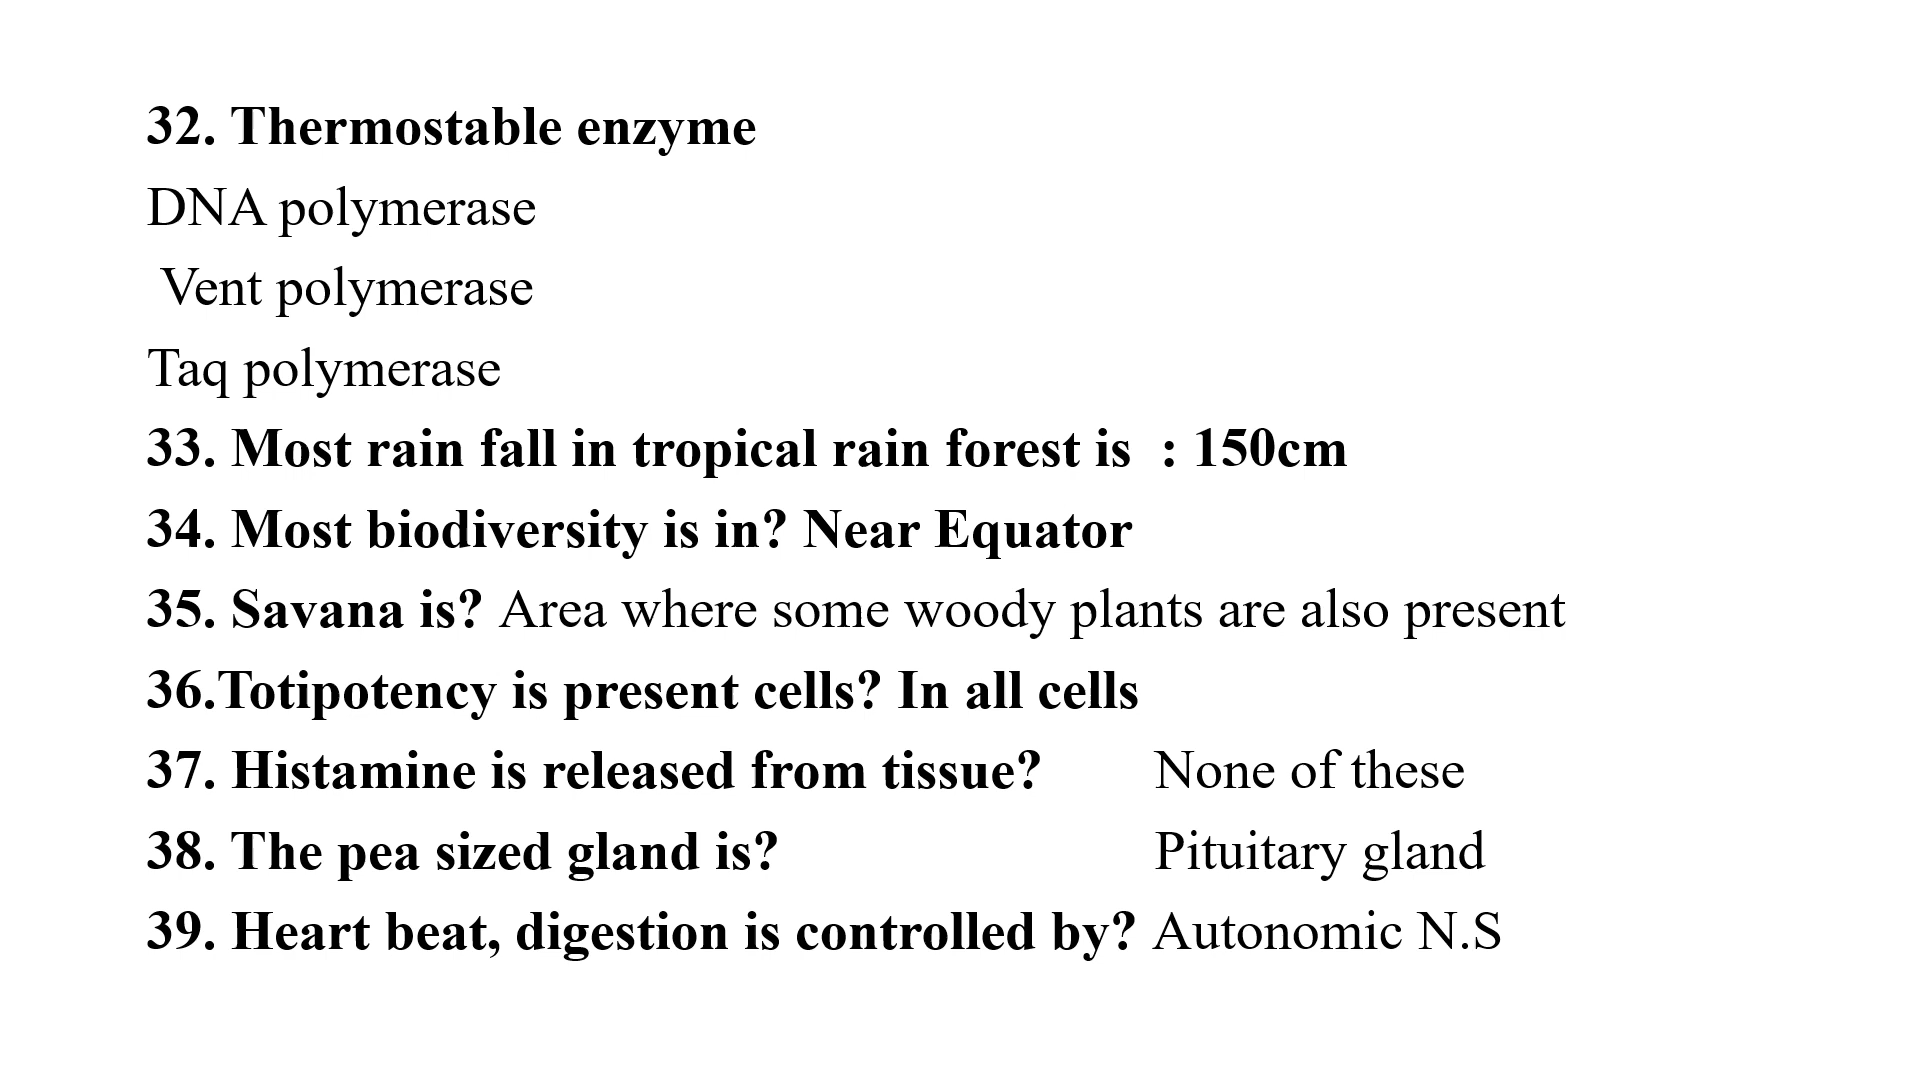 32. Thermostable enzyme
DNA polymerase
Vent polymerase
Taq polymerase
33. Most rain fall in tropical rain forest is : 150cm
34. Most biodiversity is in? Near Equator
35. Savana is? Area where some woody plants are also present
36.Totipotency is present cells? In all cells
37. Histamine is released from tissue? None of these
38. The pea sized gland is? Pituitary gland
39. Heart beat, digestion is controlled by? Autonomic N.S